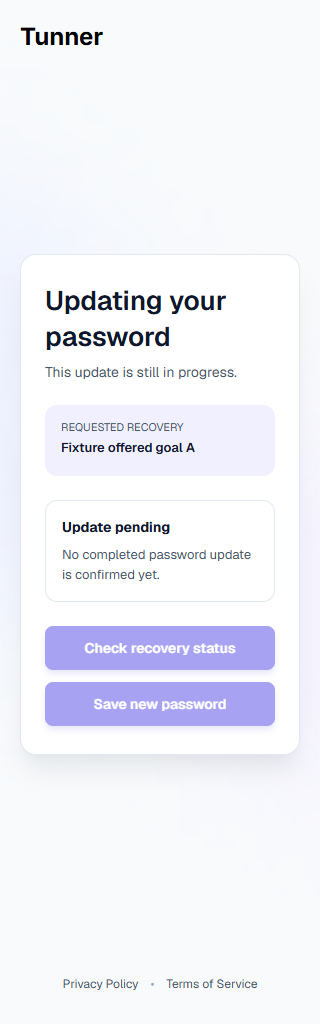 Tunner
Updating your
password
This update is still in progress.
REQUESTED RECOVERY
Fixture offered goal A
Update pending
No completed password update
is confirmed yet.
Check recovery status
Save new password
Privacy Policy • Terms of Service